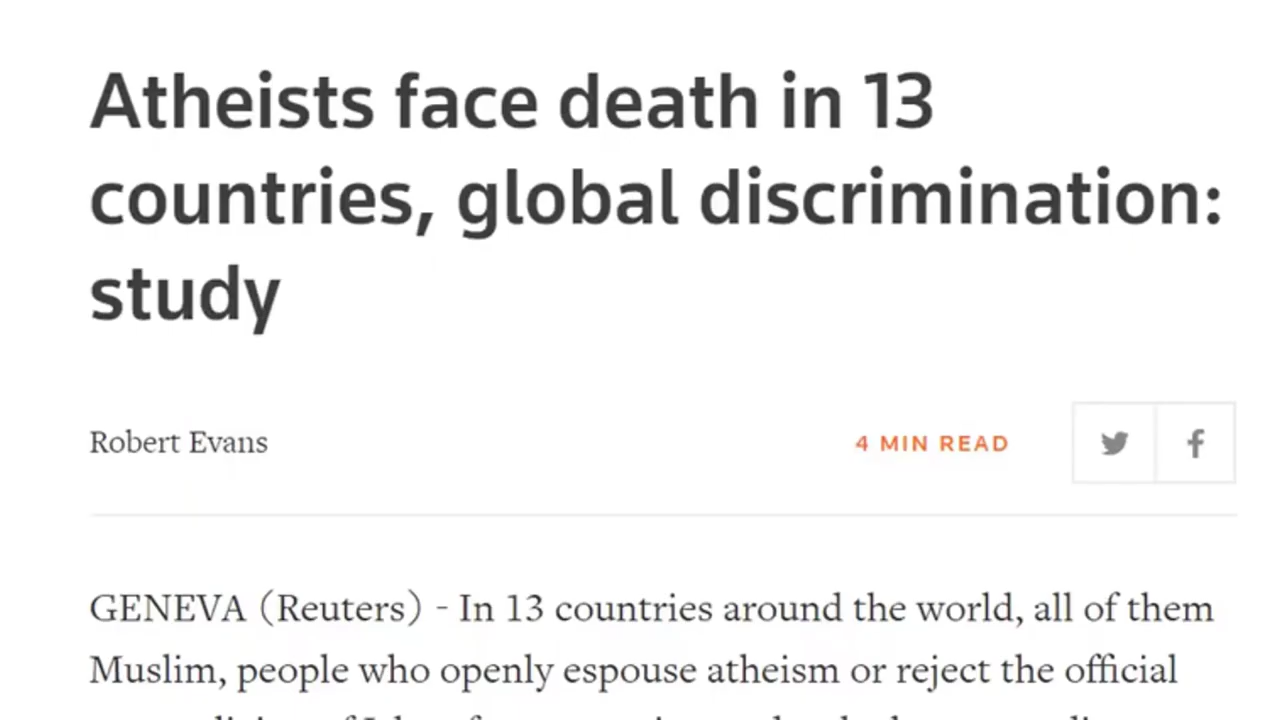 Atheists face death in 13
countries, global discrimination:
study
Robert Evans
4 MIN READ
GENEVA (Reuters) - In 13 countries around the world, all of them
Muslim, people who openly espouse atheism or reject the official